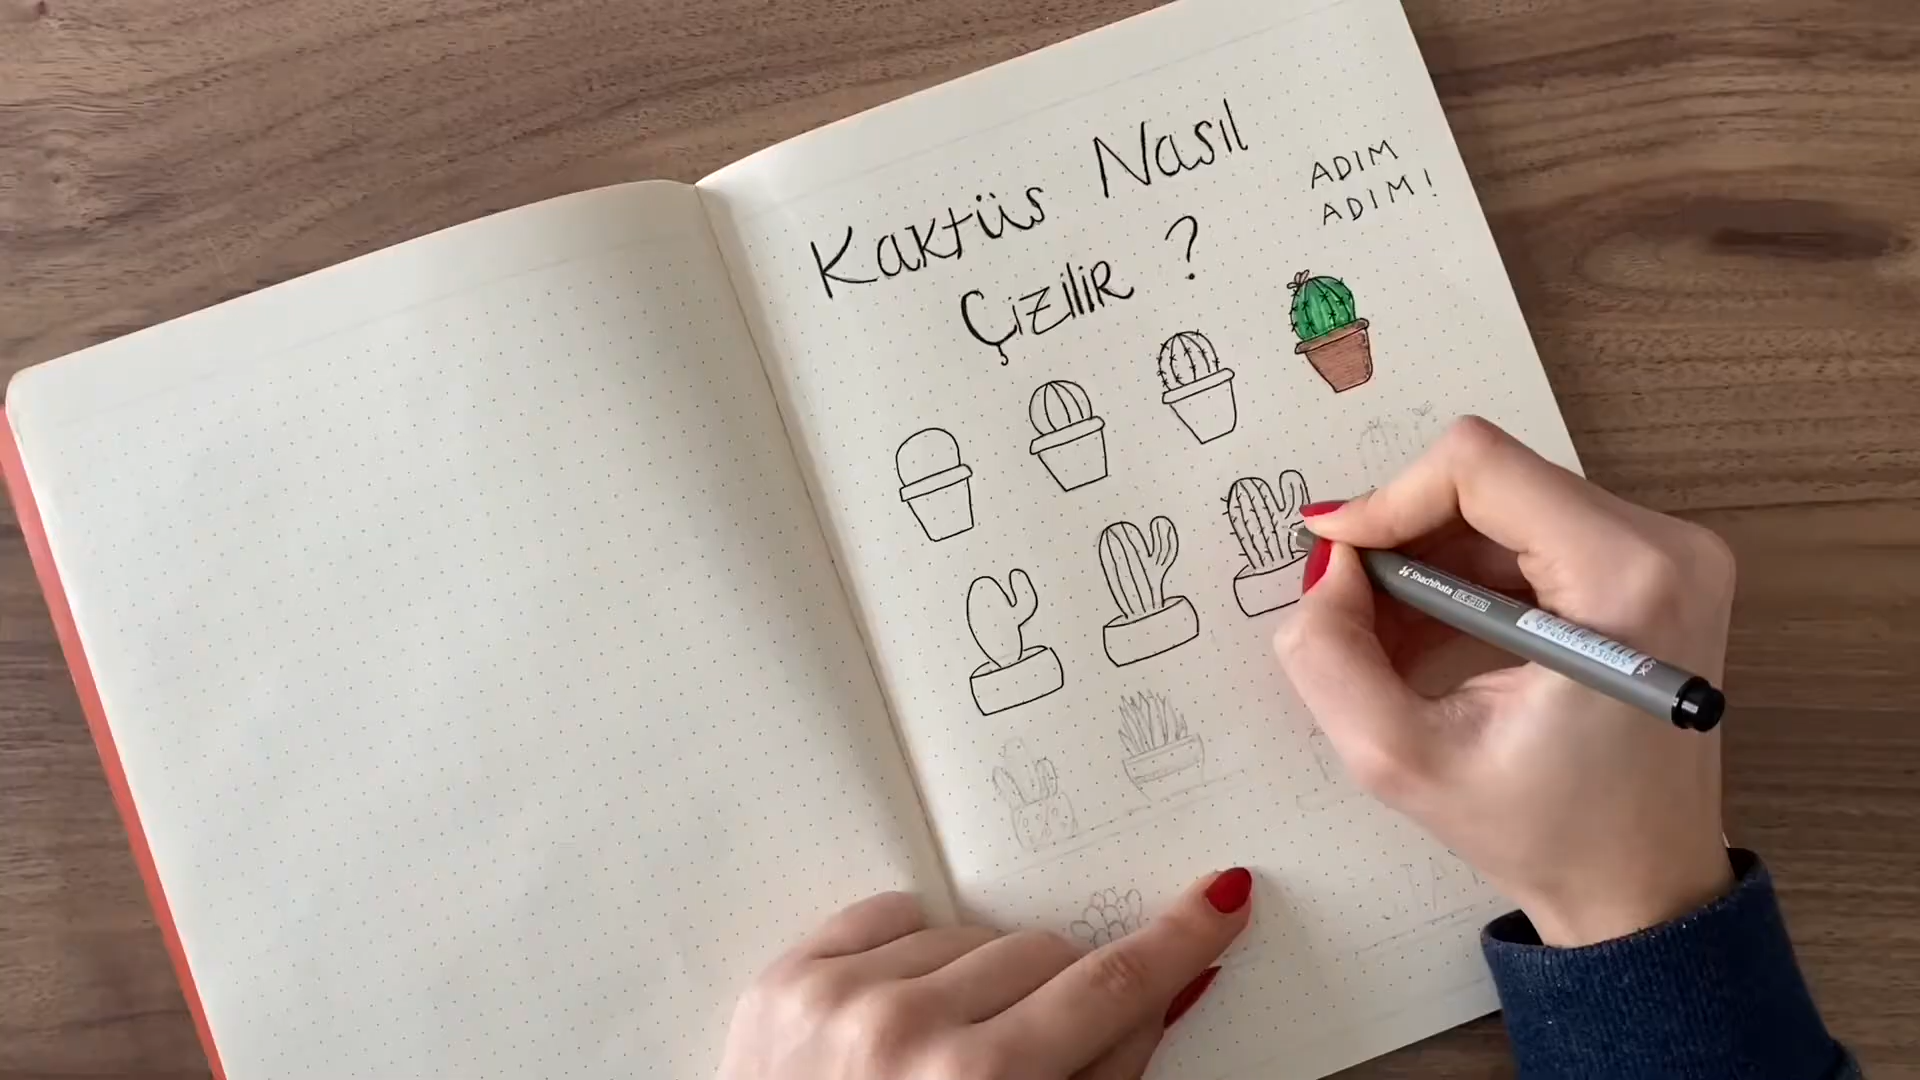 Kaktüs Nasıl
Çizilir ?
ADIM
ADIM !
Shachihata